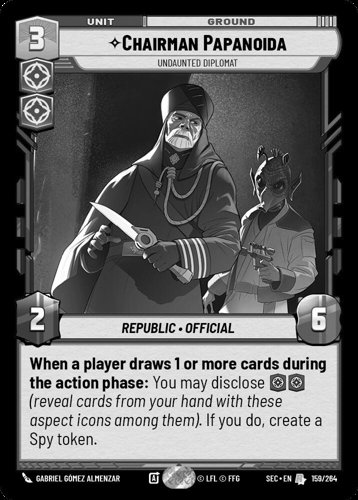 UNIT
GROUND
3
✧CHAIRMAN PAPANOIDA
UNDAUNTED DIPLOMAT
2
6
REPUBLIC • OFFICIAL
When a player draws 1 or more cards during
the action phase: You may disclose
(reveal cards from your hand with these
aspect icons among them). If you do, create a
Spy token.
GABRIEL GÓMEZ ALMENZAR
© LFL © FFG
SEC • EN
159/264